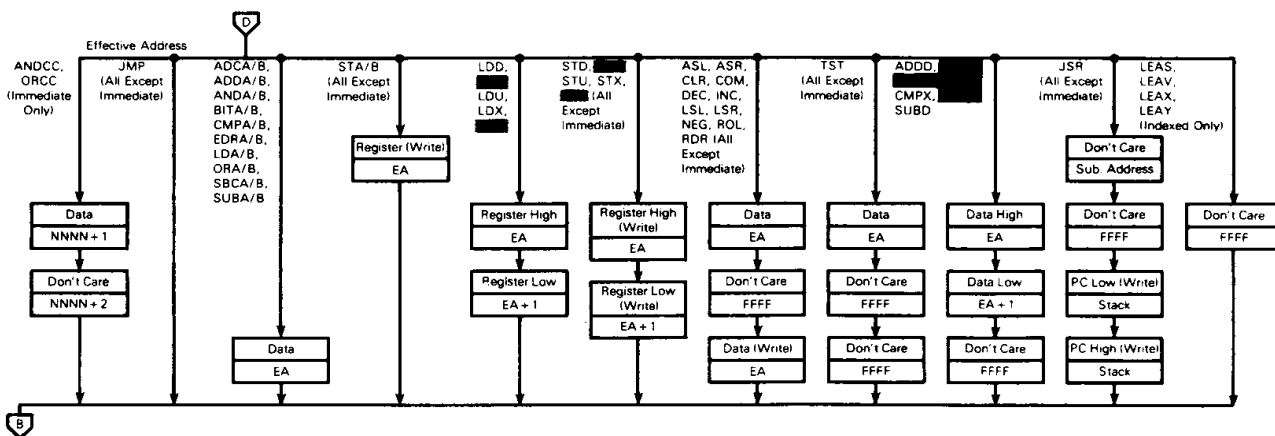 D
Effective Address
ANDCC,
ORCC
(Immediate
Only)
Data
NNNN + 1
Don't Care
NNNN + 2
JMP
(All Except
Immediate)
ADCA/B,
ADDA/B,
ANDA/B,
BITA/B,
CMPA/B,
EDRA/B,
LDA/B,
ORA/B,
SBCA/B,
SUBA/B
Data
EA
STA/B
(All Except
Immediate)
Register (Write)
EA
LDD,
LDU,
LDX,
Register High
EA
Register Low
EA + 1
STD,
STU, STX,
(All
Except
Immediate)
Register High
(Write)
EA
Register Low
(Write)
EA + 1
ASL, ASR,
CLR, COM,
DEC, INC,
LSL, LSR,
NEG, ROL,
RDR (All
Except
Immediate)
Data
EA
Don't Care
FFFF
Data (Write)
EA
TST
(All Except
Immediate)
Data
EA
Don't Care
FFFF
Don't Care
FFFF
ADDD,
CMPX,
SUBD
Data High
EA
Data Low
EA + 1
Don't Care
FFFF
JSR
(All Except
Immediate)
Don't Care
Sub. Address
Don't Care
FFFF
PC Low (Write)
Stack
PC High (Write)
Stack
LEAS,
LEAV,
LEAX,
LEAY
(Indexed Only)
Don't Care
FFFF
B